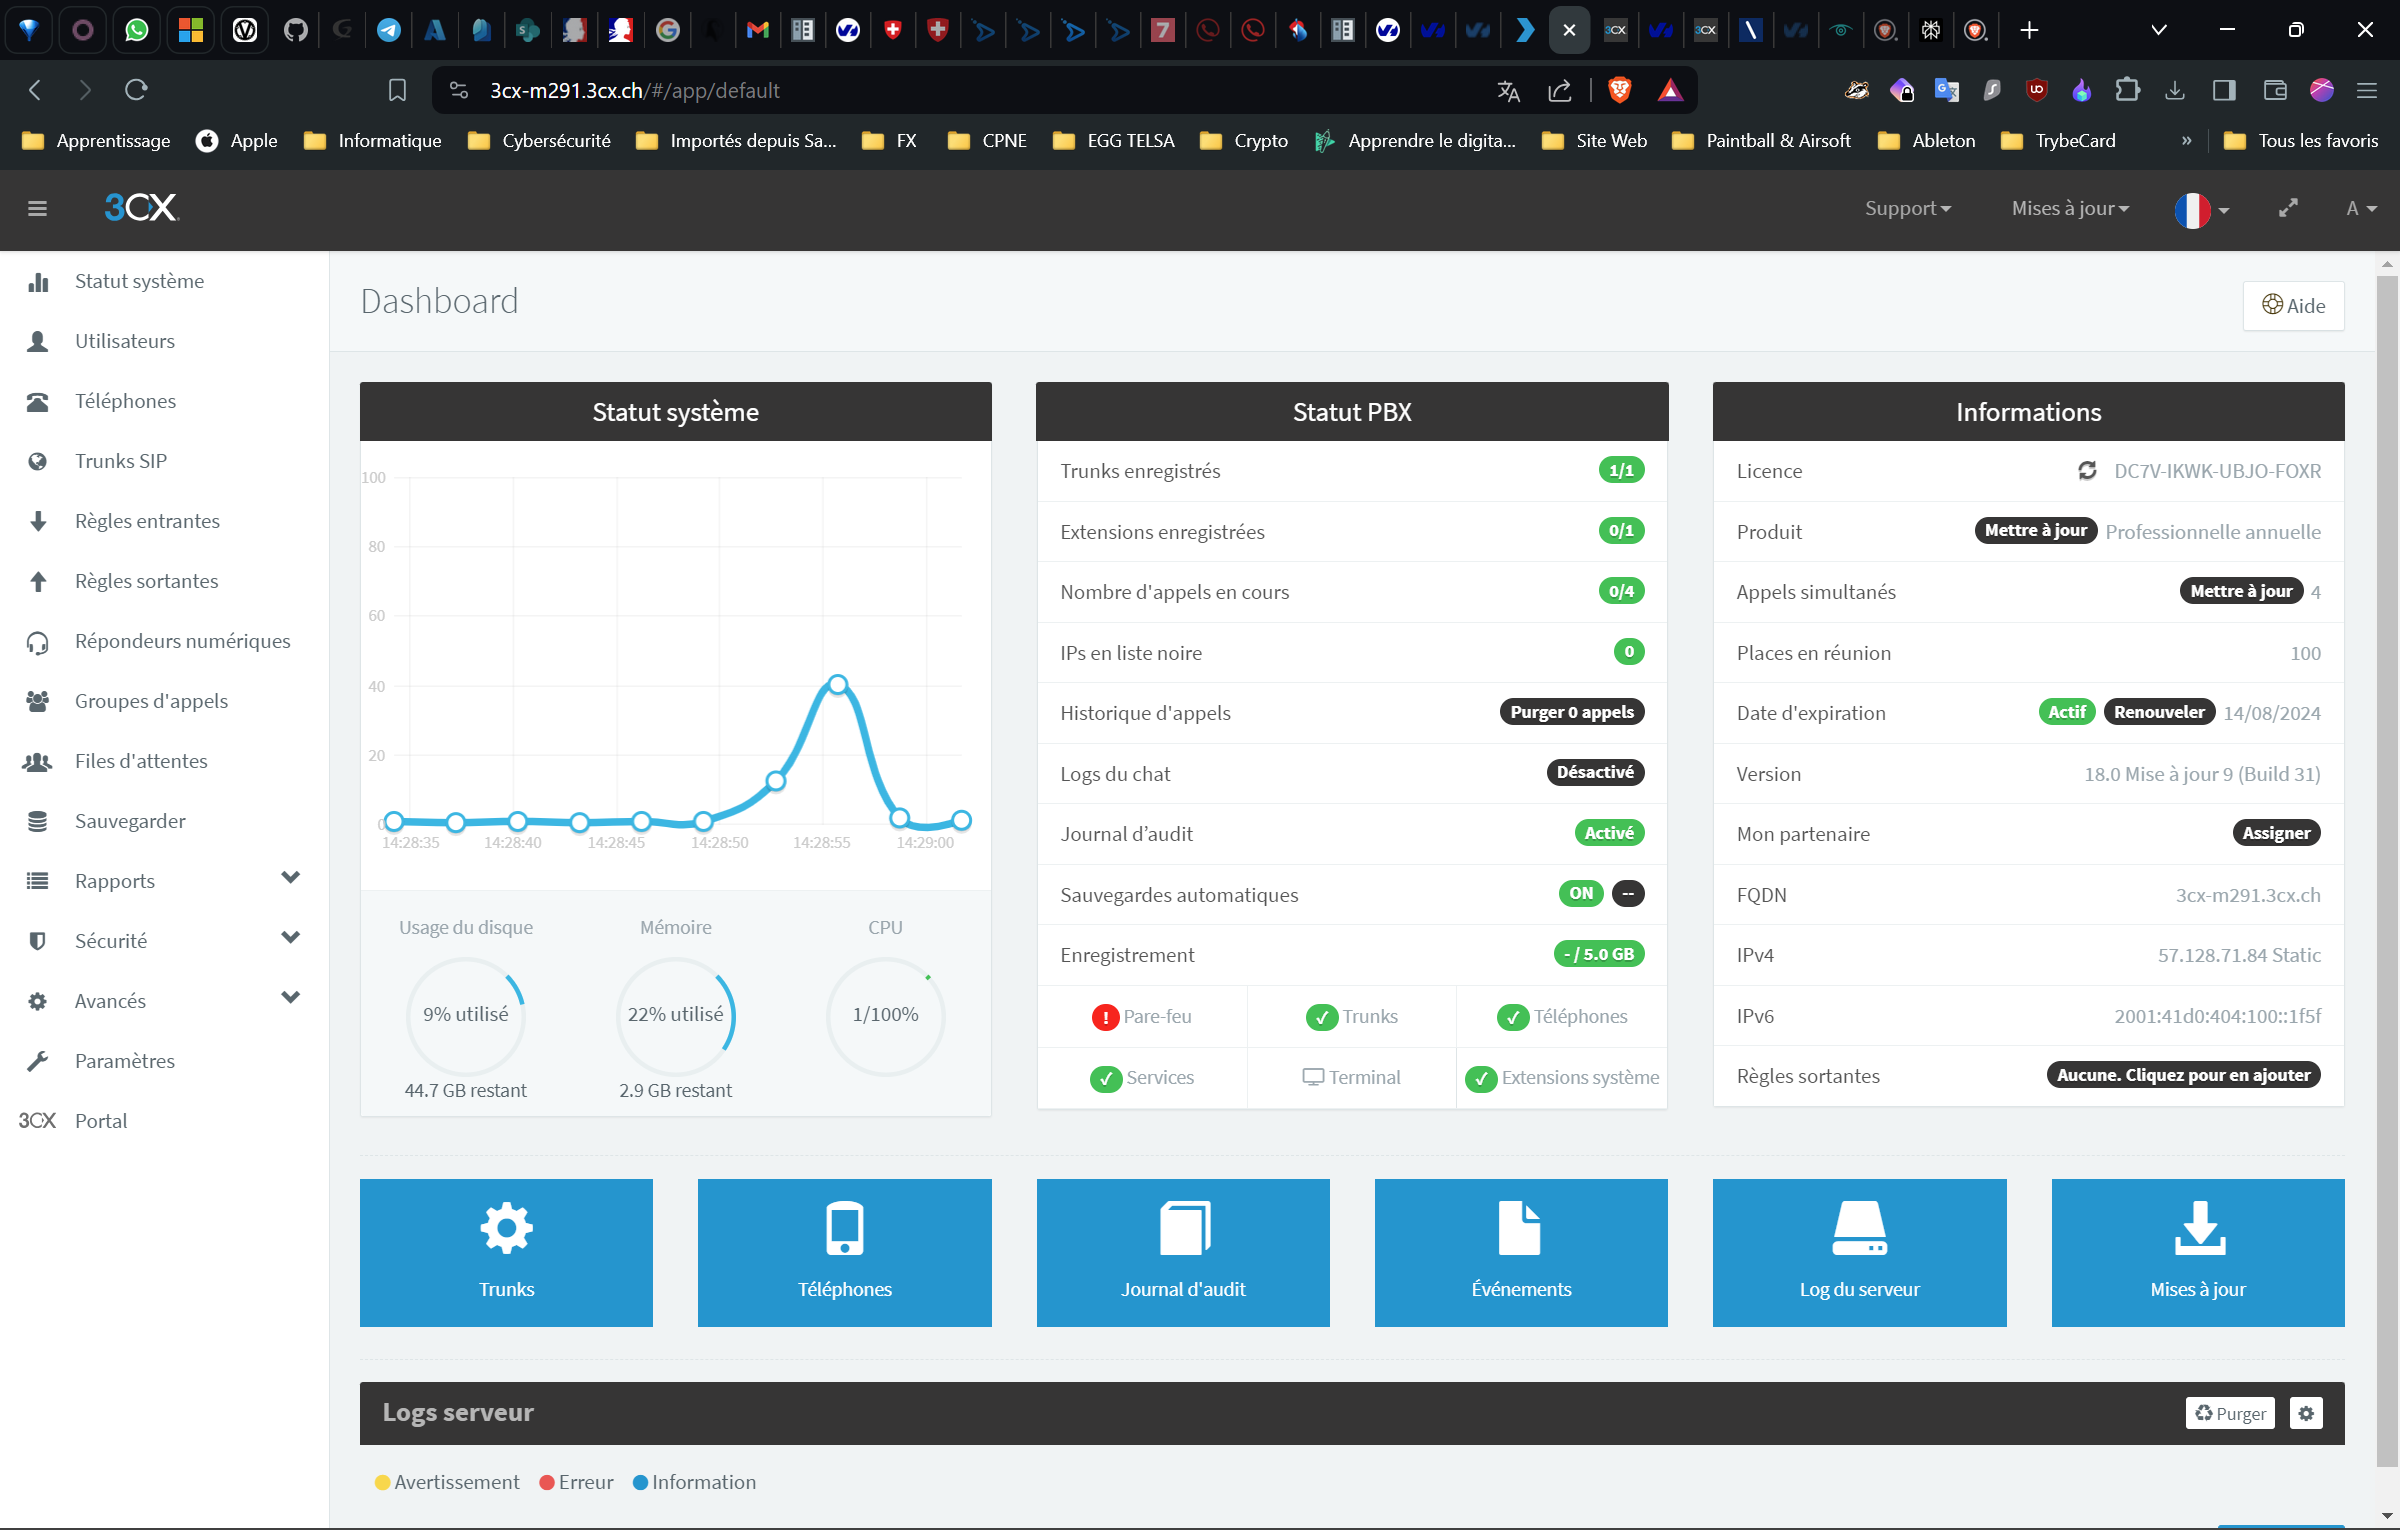 3cx-m291.3cx.ch/#/app/default
Apprentissage Apple Informatique Cybersécurité Importés depuis Sa... FX CPNE EGG TELSA Crypto Apprendre le digita... Site Web Paintball & Airsoft Ableton TrybeCard » Tous les favoris
3CX Support Mises à jour A
Statut système
Utilisateurs
Téléphones
Trunks SIP
Règles entrantes
Règles sortantes
Répondeurs numériques
Groupes d'appels
Files d'attentes
Sauvegarder
Rapports
Sécurité
Avancés
Paramètres
3CX Portal
Dashboard
Aide
Statut système
100
80
60
40
20
0
14:28:35 14:28:40 14:28:45 14:28:50 14:28:55 14:29:00
Usage du disque Mémoire CPU
9% utilisé 22% utilisé 1/100%
44.7 GB restant 2.9 GB restant
Statut PBX
Trunks enregistrés 1/1
Extensions enregistrées 0/1
Nombre d'appels en cours 0/4
IPs en liste noire 0
Historique d'appels Purger 0 appels
Logs du chat Désactivé
Journal d’audit Activé
Sauvegardes automatiques ON --
Enregistrement - / 5.0 GB
Pare-feu Trunks Téléphones
Services Terminal Extensions système
Informations
Licence DC7V-IKWK-UBJO-FOXR
Produit Mettre à jour Professionnelle annuelle
Appels simultanés Mettre à jour 4
Places en réunion 100
Date d'expiration Actif Renouveler 14/08/2024
Version 18.0 Mise à jour 9 (Build 31)
Mon partenaire Assigner
FQDN 3cx-m291.3cx.ch
IPv4 57.128.71.84 Static
IPv6 2001:41d0:404:100::1f5f
Règles sortantes Aucune. Cliquez pour en ajouter
Trunks Téléphones Journal d'audit Événements Log du serveur Mises à jour
Logs serveur Purger
Avertissement Erreur Information